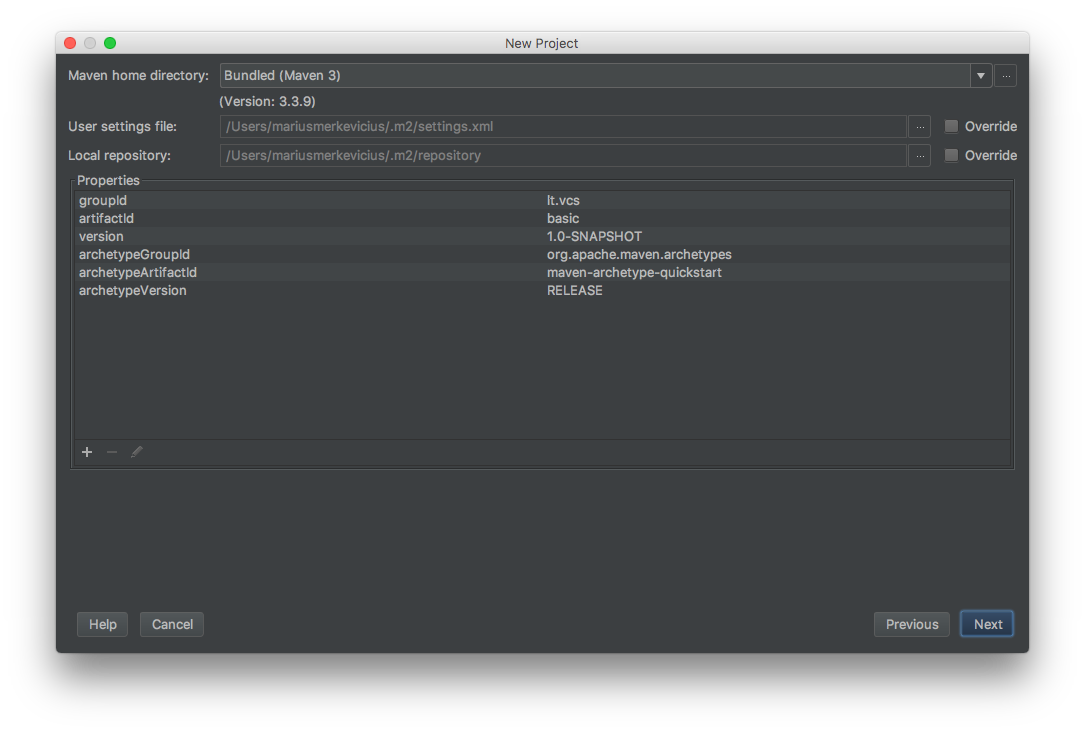 New Project
Maven home directory: Bundled (Maven 3) ...
(Version: 3.3.9)
User settings file: /Users/mariusmerkevicius/.m2/settings.xml ... Override
Local repository: /Users/mariusmerkevicius/.m2/repository ... Override
Properties
groupId lt.vcs
artifactId basic
version 1.0-SNAPSHOT
archetypeGroupId org.apache.maven.archetypes
archetypeArtifactId maven-archetype-quickstart
archetypeVersion RELEASE
Help Cancel Previous Next